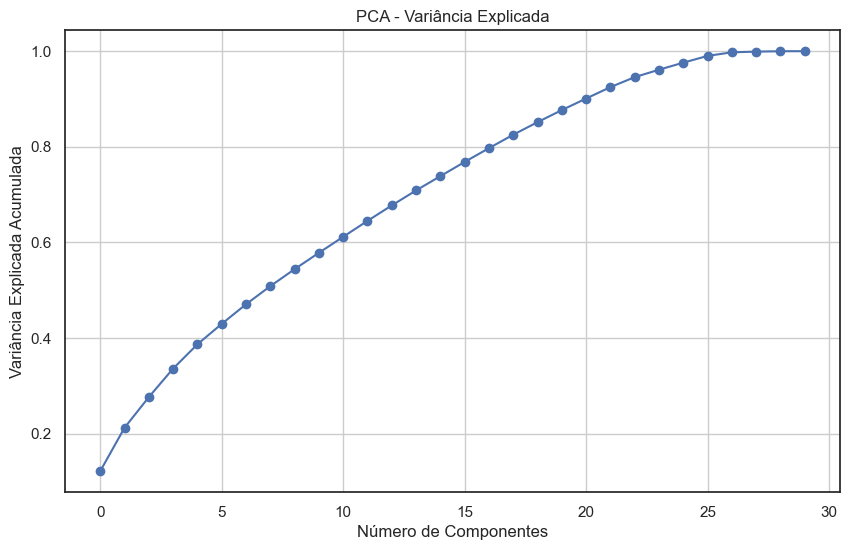 PCA - Variância Explicada
1.0
0.8
0.6
0.4
0.2
Variância Explicada Acumulada
0 5 10 15 20 25 30
Número de Componentes